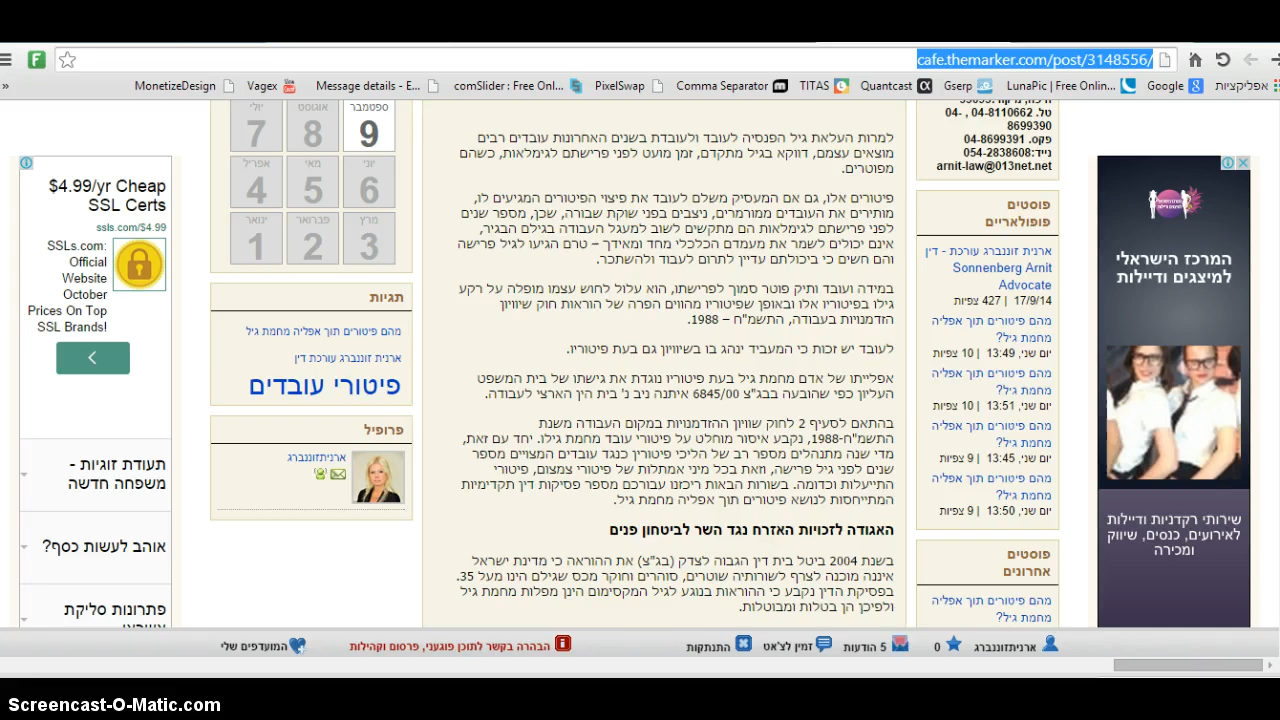 cafe.themarker.com/post/3148556/
אפליקציות
Google
LunaPic | Free Onlin...
Gserp
Quantcast
TITAS
Comma Separator
PixelSwap
comSlider : Free Onl...
Message details - E...
Vagex
MonetizeDesign
»
טל. 04-8110662 , 04-
8699390
פקס. 04-8699391
נייד:054-2838608
arnit-law@013net.net
פוסטים
פופולאריים
ארנית זוננברג עורכת - דין
Sonnenberg Arnit
Advocate
17/9/14 | 427 צפיות
מהם פיטורים תוך אפליה
מחמת גיל?
יום שני, 13:49 | 10 צפיות
מהם פיטורים תוך אפליה
מחמת גיל?
יום שני, 13:51 | 10 צפיות
מהם פיטורים תוך אפליה
מחמת גיל?
יום שני, 13:45 | 9 צפיות
מהם פיטורים תוך אפליה
מחמת גיל?
יום שני, 13:50 | 9 צפיות
פוסטים
אחרונים
מהם פיטורים תוך אפליה
מחמת גיל?
למרות העלאת גיל הפנסיה לעובד ולעובדת בשנים האחרונות עובדים רבים
מוצאים עצמם, דווקא בגיל מתקדם, זמן מועט לפני פרישתם לגימלאות, כשהם
מפוטרים.
פיטורים אלו, גם אם המעסיק משלם לעובד את פיצוי הפיטורים המגיעים לו,
מותירים את העובדים ממורמרים, ניצבים בפני שוקת שבורה, שכן, מספר שנים
לפני פרישתם לגימלאות הם מתקשים לשוב למעגל העבודה בגילם הבגיר,
אינם יכולים לשמר את מעמדם הכלכלי מחד ומאידך – טרם הגיעו לגיל פרישה
והם חשים כי ביכולתם עדיין לתרום לעבוד ולהשתכר.
במידה ועובד ותיק פוטר סמוך לפרישתו, הוא עלול לחוש עצמו מופלה על רקע
גילו בפיטוריו אלו ובאופן שפיטוריו מהווים הפרה של הוראות חוק שיוויון
הזדמנויות בעבודה, התשמ"ח – 1988.
לעובד יש זכות כי המעביד ינהג בו בשיוויון גם בעת פיטוריו.
אפלייתו של אדם מחמת גיל בעת פיטוריו נוגדת את גישתו של בית המשפט
העליון כפי שהובעה בבג"צ 6845/00 איתנה ניב נ' בית הין הארצי לעבודה.
בהתאם לסעיף 2 לחוק שוויון ההזדמנויות במקום העבודה משנת
התשמ"ח-1988, נקבע איסור מוחלט על פיטורי עובד מחמת גילו. יחד עם זאת,
מדי שנה מתנהלים מספר רב של הליכי פיטורין כנגד עובדים המצויים מספר
שנים לפני גיל פרישה, וזאת בכל מיני אמתלות של פיטורי צמצום, פיטורי
התייעלות וכדומה. בשורות הבאות ריכזנו עבורכם מספר פסיקות דין תקדימיות
המתייחסות לנושא פיטורים תוך אפליה מחמת גיל.
האגודה לזכויות האזרח נגד השר לביטחון פנים
בשנת 2004 ביטל בית דין הגבוה לצדק (בג"צ) את ההוראה כי מדינת ישראל
איננה מוכנה לצרף לשורותיה שוטרים, סוהרים וחוקר מכס שגילם הינו מעל 35.
בפסיקת הדין נקבע כי ההוראות בנוגע לגיל המקסימום הינן מפלות מחמת גיל
ולפיכן הן בטלות ומבוטלות.
ספטמבר
9
אוגוסט
8
יולי
7
יוני
6
מאי
5
אפריל
4
מרץ
3
פברואר
2
ינואר
1
תגיות
מהם פיטורים תוך אפליה מחמת גיל
ארנית זוננברג עורכת דין
פיטורי עובדים
פרופיל
ארניתזוננברג
המרכז הישראלי
למיצגים ודיילות
שירותי רקדניות ודיילות
לאירועים, כנסים, שיווק
ומכירה
$4.99/yr Cheap
SSL Certs
ssls.com/$4.99
SSLs.com:
Official
Website
October
Prices On Top
SSL Brands!
תעודת זוגיות -
משפחה חדשה
אוהב לעשות כסף?
פתרונות סליקת
ארניתזוננברג
0
5 הודעות
זמין לצ'אט
התנתקות
הבהרה בקשר לתוכן פוגעני, פרסום וקהילות
המועדפים שלי
Screencast-O-Matic.com